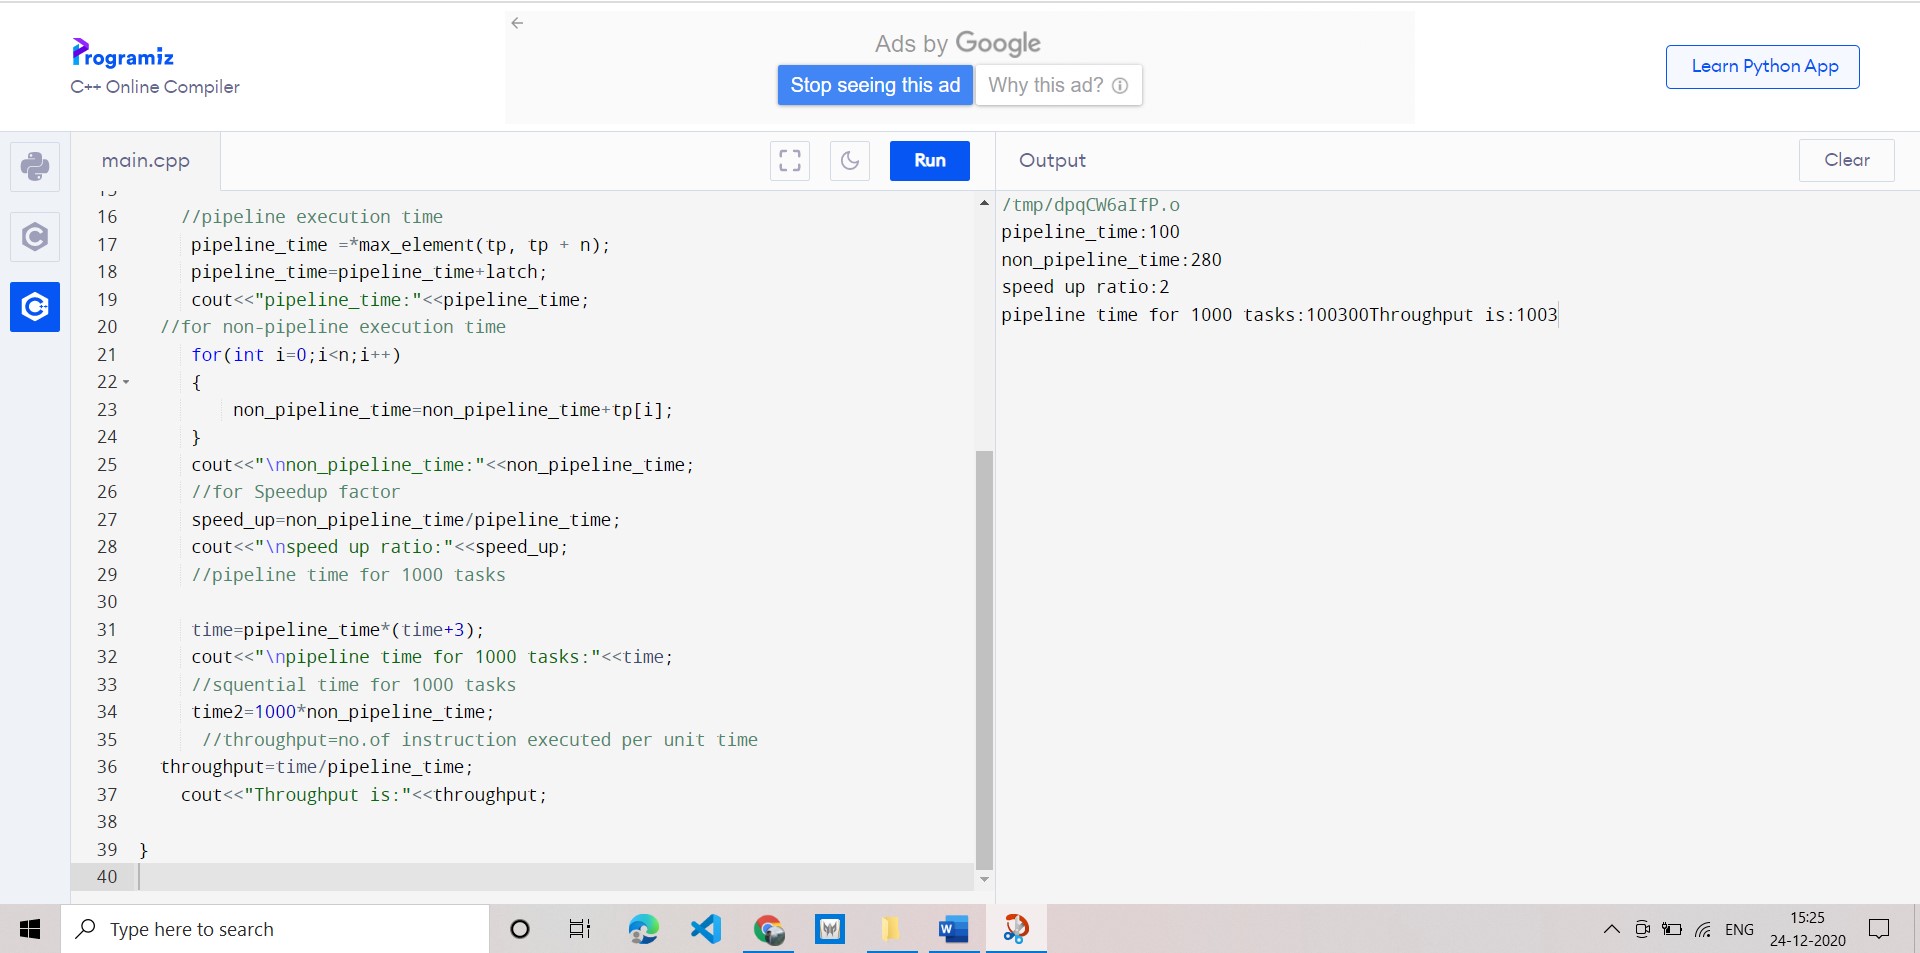 Programiz
C++ Online Compiler
Ads by Google
Stop seeing this ad
Why this ad?
Learn Python App
main.cpp
Run
Output
Clear
15
16 //pipeline execution time
17 pipeline_time =*max_element(tp, tp + n);
18 pipeline_time=pipeline_time+latch;
19 cout<<"pipeline_time:"<<pipeline_time;
20 //for non-pipeline execution time
21 for(int i=0;i<n;i++)
22 {
23 non_pipeline_time=non_pipeline_time+tp[i];
24 }
25 cout<<"\nnon_pipeline_time:"<<non_pipeline_time;
26 //for Speedup factor
27 speed_up=non_pipeline_time/pipeline_time;
28 cout<<"\nspeed up ratio:"<<speed_up;
29 //pipeline time for 1000 tasks
30
31 time=pipeline_time*(time+3);
32 cout<<"\npipeline time for 1000 tasks:"<<time;
33 //squential time for 1000 tasks
34 time2=1000*non_pipeline_time;
35 //throughput=no.of instruction executed per unit time
36 throughput=time/pipeline_time;
37 cout<<"Throughput is:"<<throughput;
38
39 }
40
/tmp/dpqCW6aIfP.o
pipeline_time:100
non_pipeline_time:280
speed up ratio:2
pipeline time for 1000 tasks:100300Throughput is:1003
Type here to search
ENG
15:25
24-12-2020